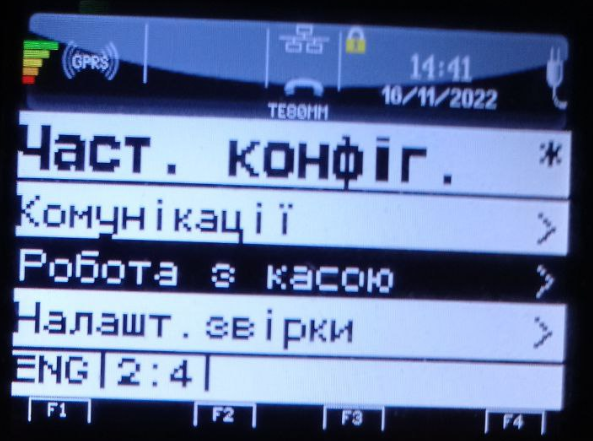 GPRS
14:41
16/11/2022
TE80MM
Част. конфіг. *
Комунікації >
Робота з касою >
Налашт.звірки >
ENG|2:4|
F1 F2 F3 F4